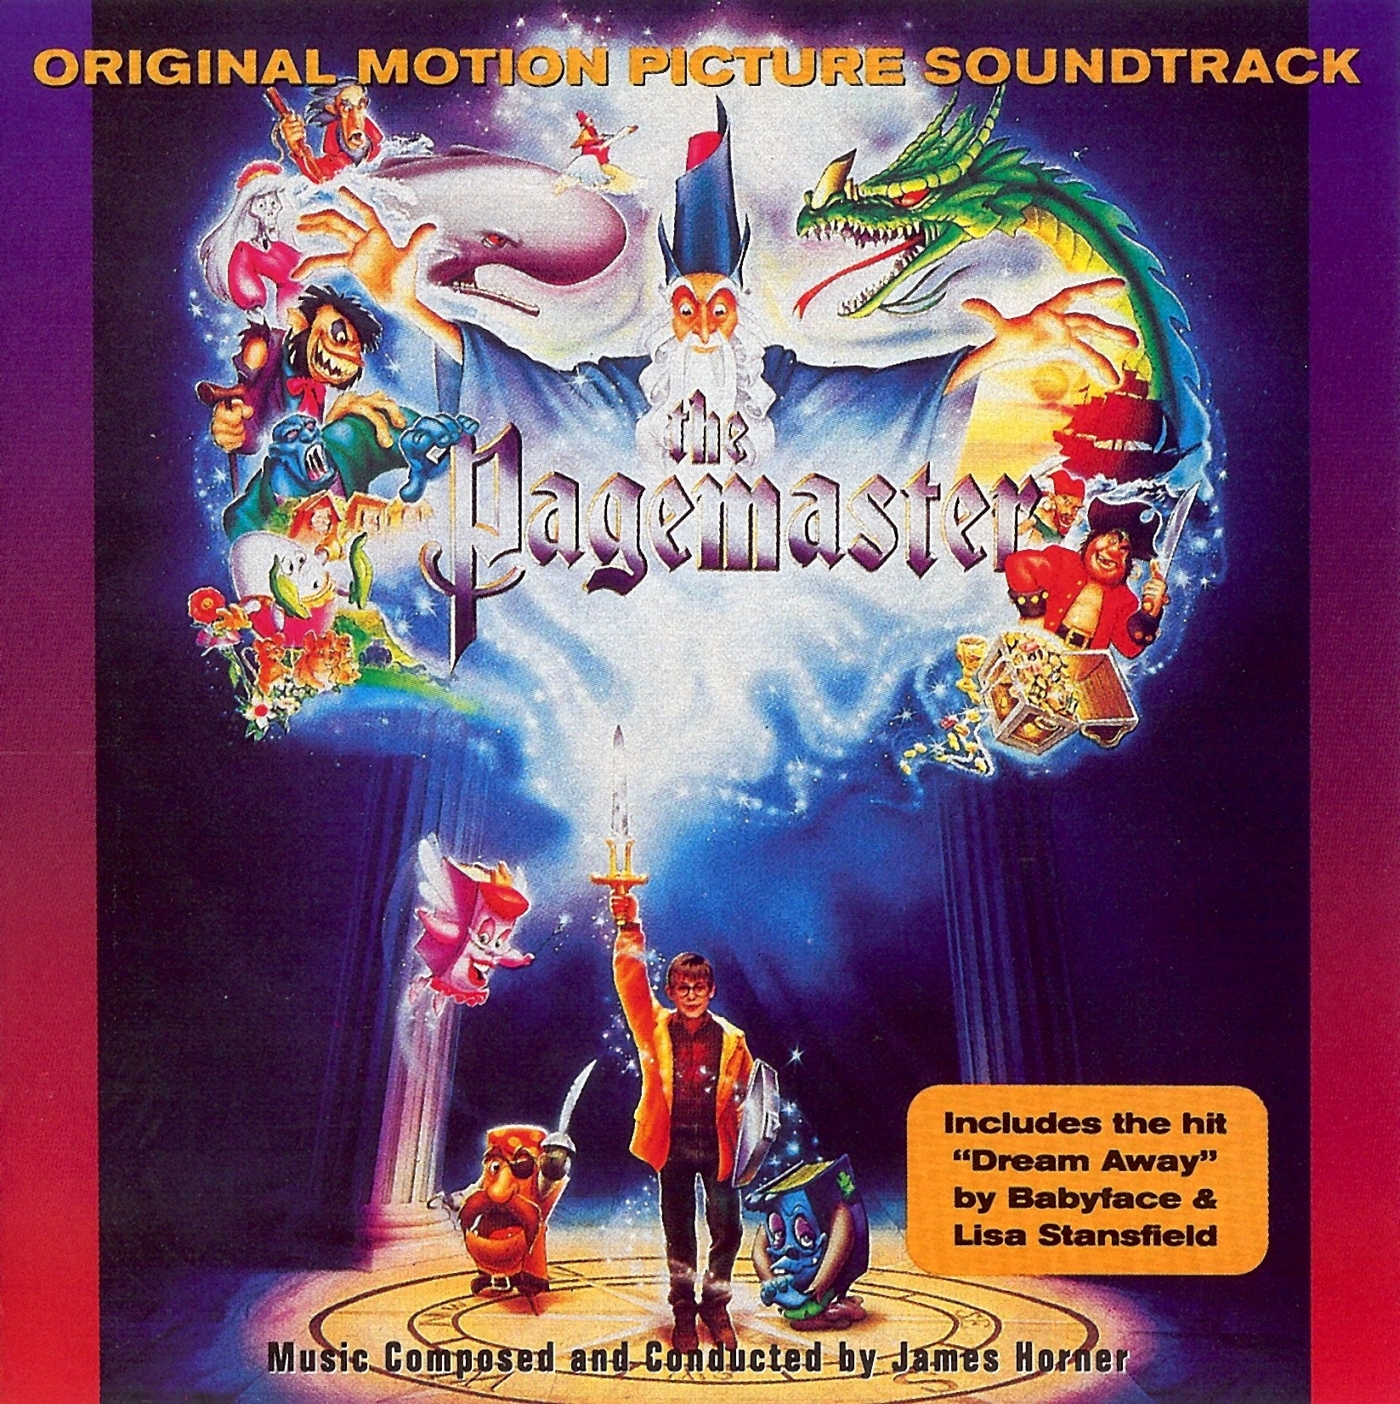 ORIGINAL MOTION PICTURE SOUNDTRACK
the
Pagemaster
Includes the hit
“Dream Away”
by Babyface &
Lisa Stansfield
Music Composed and Conducted by James Horner